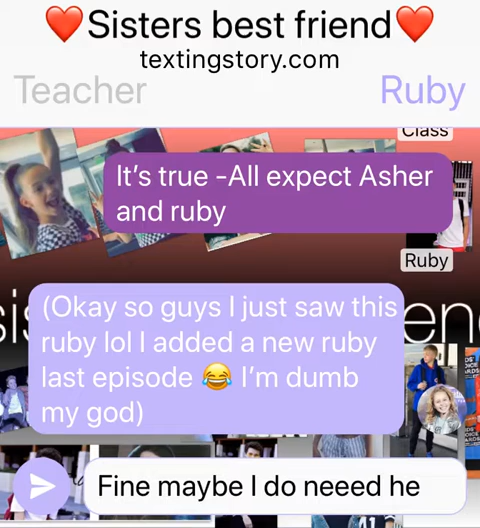 ❤️Sisters best friend❤️
textingstory.com
Teacher Ruby
Class
It's true -All expect Asher
and ruby
Ruby
(Okay so guys I just saw this
ruby lol I added a new ruby
last episode 😂 I'm dumb
my god)
Fine maybe I do neeed he